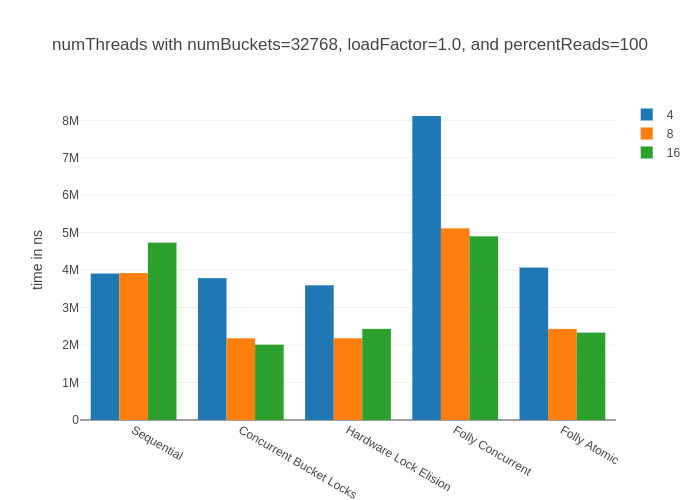 numThreads with numBuckets=32768, loadFactor=1.0, and percentReads=100
4
8
16
8M
7M
6M
5M
4M
3M
2M
1M
0
time in ns
Sequential
Concurrent Bucket Locks
Hardware Lock Elision
Folly Concurrent
Folly Atomic